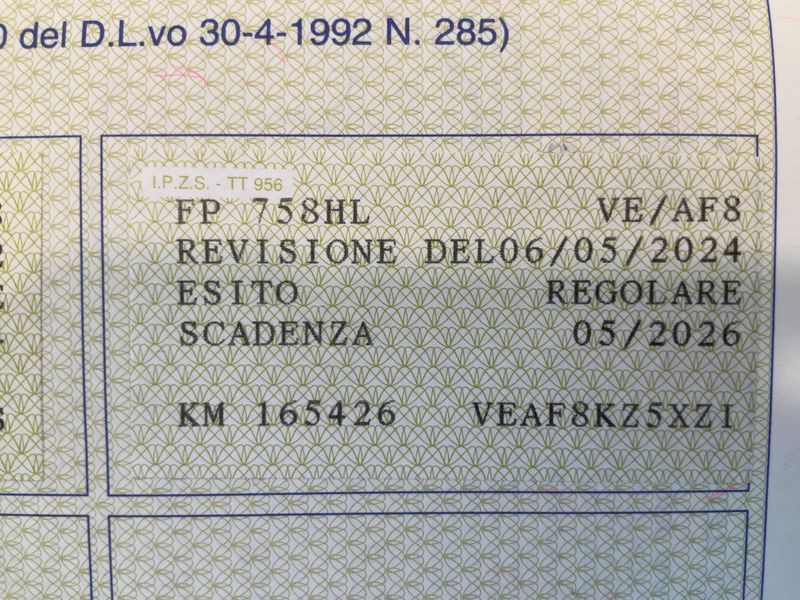 del D.L.vo 30-4-1992 N. 285)
I.P.Z.S. - TT 956
FP 758HL VE/AF8
REVISIONE DEL06/05/2024
ESITO REGOLARE
SCADENZA 05/2026
KM 165426 VEAF8KZ5XZI